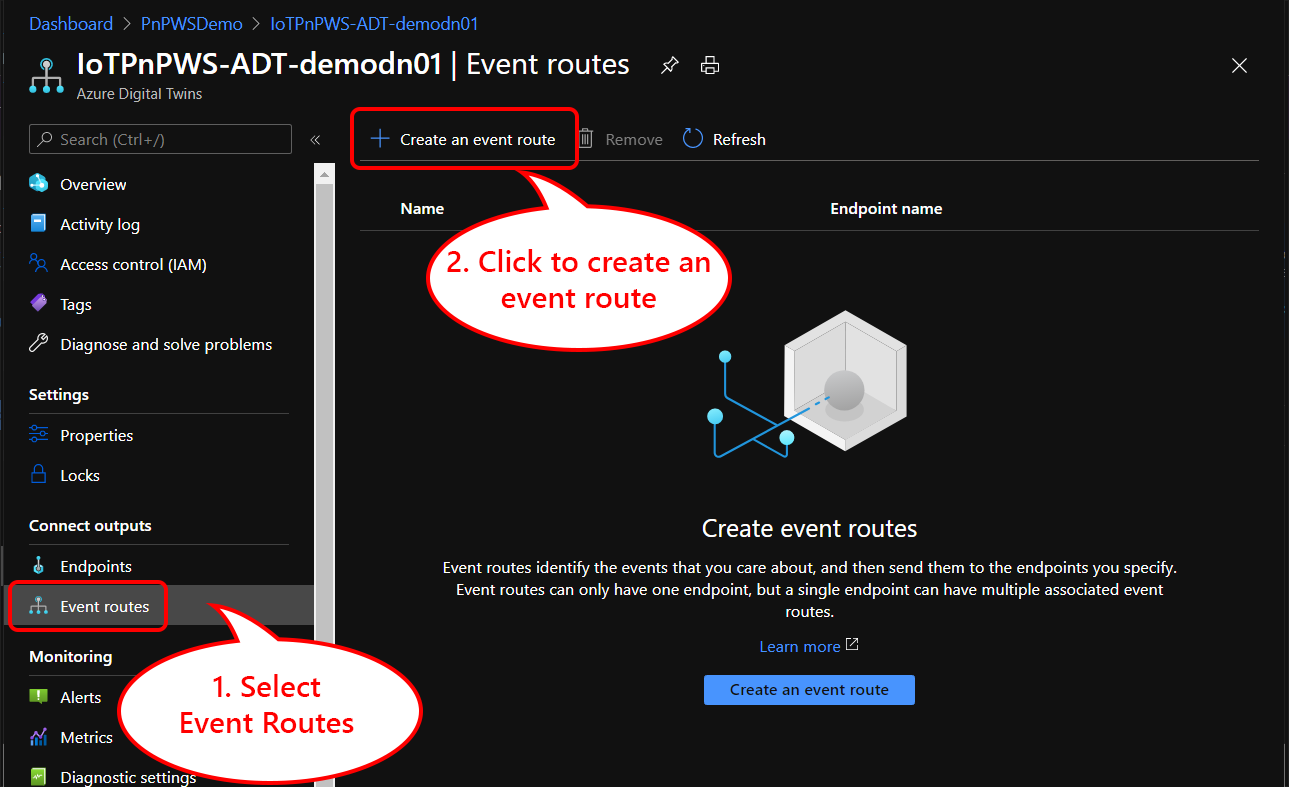 Dashboard > PnPWSDemo > IoTPnPWS-ADT-demodn01
IoTPnPWS-ADT-demodn01 | Event routes
Azure Digital Twins
Search (Ctrl+/)
«
Create an event route
Remove
Refresh
Overview
Activity log
Access control (IAM)
Tags
Diagnose and solve problems
Settings
Properties
Locks
Connect outputs
Endpoints
Event routes
Monitoring
Alerts
Metrics
Diagnostic settings
Name
Endpoint name
2. Click to create an
event route
Create event routes
Event routes identify the events that you care about, and then send them to the endpoints you specify.
Event routes can only have one endpoint, but a single endpoint can have multiple associated event
routes.
Learn more
Create an event route
1. Select
Event Routes